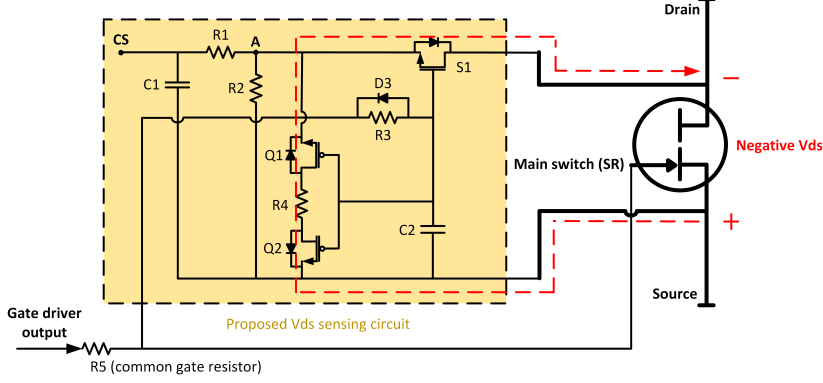 Drain
CS
R1
A
S1
C1
R2
D3
R3
Q1
R4
Q2
C2
−
Negative Vds
Main switch (SR)
+
Source
Gate driver
output
Proposed Vds sensing circuit
R5 (common gate resistor)